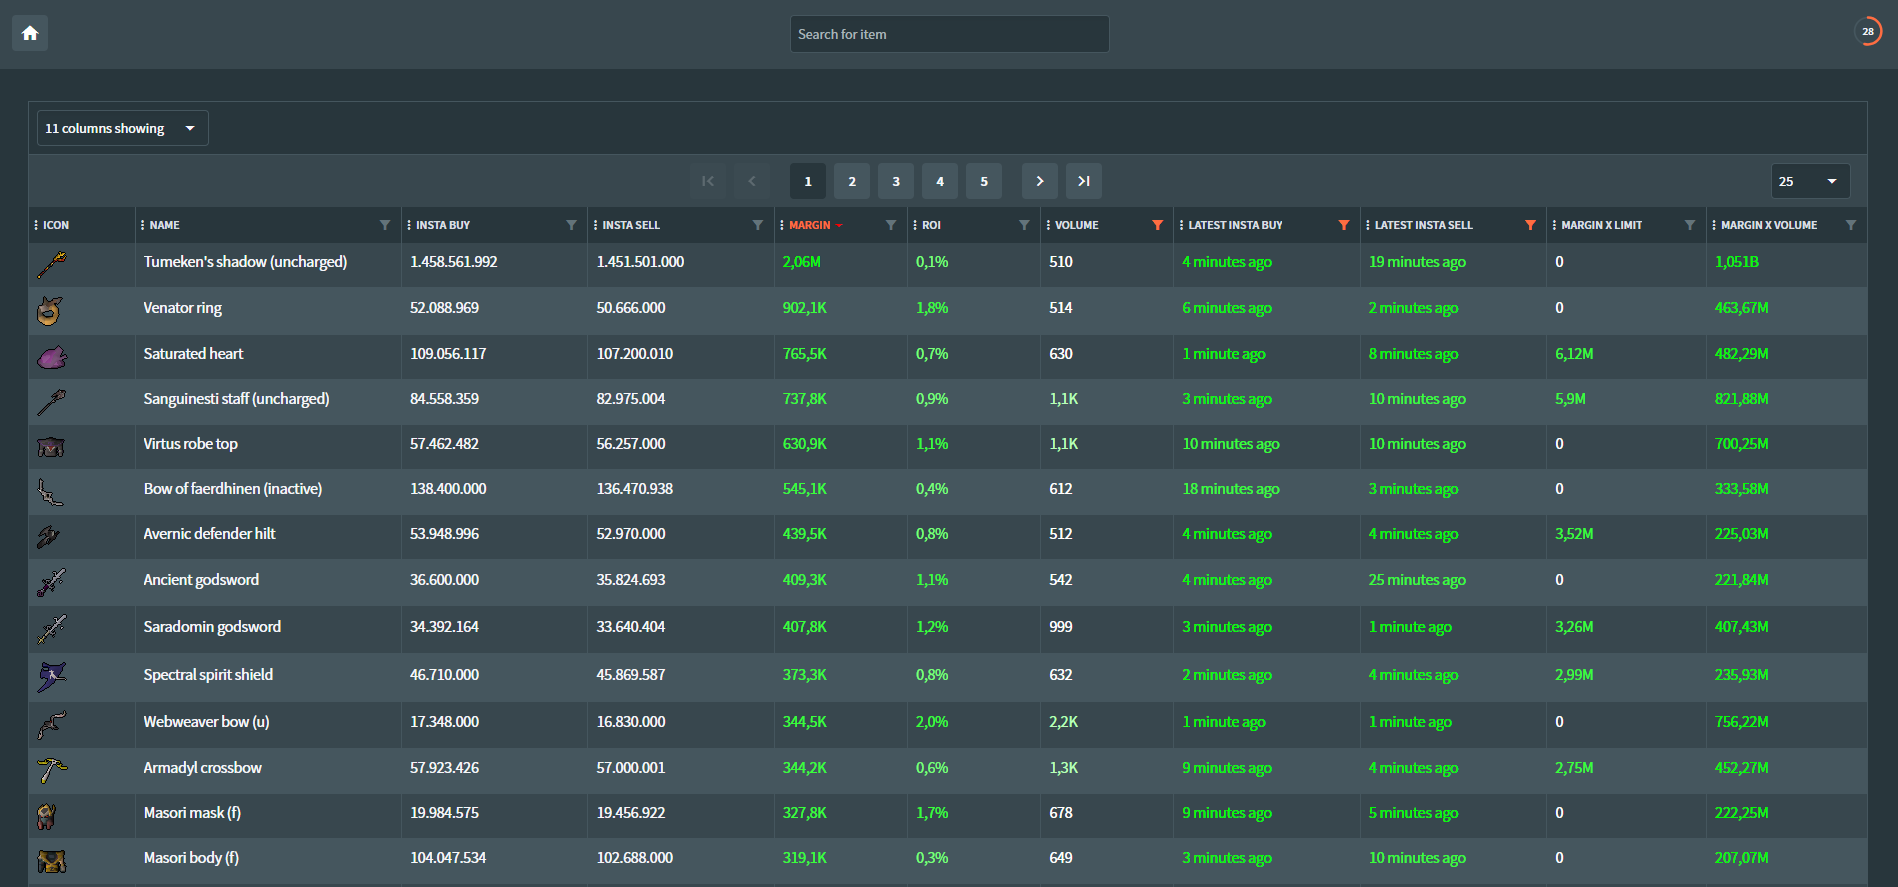 Search for item
28
11 columns showing
1 2 3 4 5
25
ICON NAME INSTA BUY INSTA SELL MARGIN ROI VOLUME LATEST INSTA BUY LATEST INSTA SELL MARGIN X LIMIT MARGIN X VOLUME
Tumeken's shadow (uncharged) 1.458.561.992 1.451.501.000 2,06M 0,1% 510 4 minutes ago 19 minutes ago 0 1,051B
Venator ring 52.088.969 50.666.000 902,1K 1,8% 514 6 minutes ago 2 minutes ago 0 463,67M
Saturated heart 109.056.117 107.200.010 765,5K 0,7% 630 1 minute ago 8 minutes ago 6,12M 482,29M
Sanguinesti staff (uncharged) 84.558.359 82.975.004 737,8K 0,9% 1,1K 3 minutes ago 10 minutes ago 5,9M 821,88M
Virtus robe top 57.462.482 56.257.000 630,9K 1,1% 1,1K 10 minutes ago 10 minutes ago 0 700,25M
Bow of faerdhinen (inactive) 138.400.000 136.470.938 545,1K 0,4% 612 18 minutes ago 3 minutes ago 0 333,58M
Avernic defender hilt 53.948.996 52.970.000 439,5K 0,8% 512 4 minutes ago 4 minutes ago 3,52M 225,03M
Ancient godsword 36.600.000 35.824.693 409,3K 1,1% 542 4 minutes ago 25 minutes ago 0 221,84M
Saradomin godsword 34.392.164 33.640.404 407,8K 1,2% 999 3 minutes ago 1 minute ago 3,26M 407,43M
Spectral spirit shield 46.710.000 45.869.587 373,3K 0,8% 632 2 minutes ago 4 minutes ago 2,99M 235,93M
Webweaver bow (u) 17.348.000 16.830.000 344,5K 2,0% 2,2K 1 minute ago 1 minute ago 0 756,22M
Armadyl crossbow 57.923.426 57.000.001 344,2K 0,6% 1,3K 9 minutes ago 4 minutes ago 2,75M 452,27M
Masori mask (f) 19.984.575 19.456.922 327,8K 1,7% 678 9 minutes ago 5 minutes ago 0 222,25M
Masori body (f) 104.047.534 102.688.000 319,1K 0,3% 649 3 minutes ago 10 minutes ago 0 207,07M